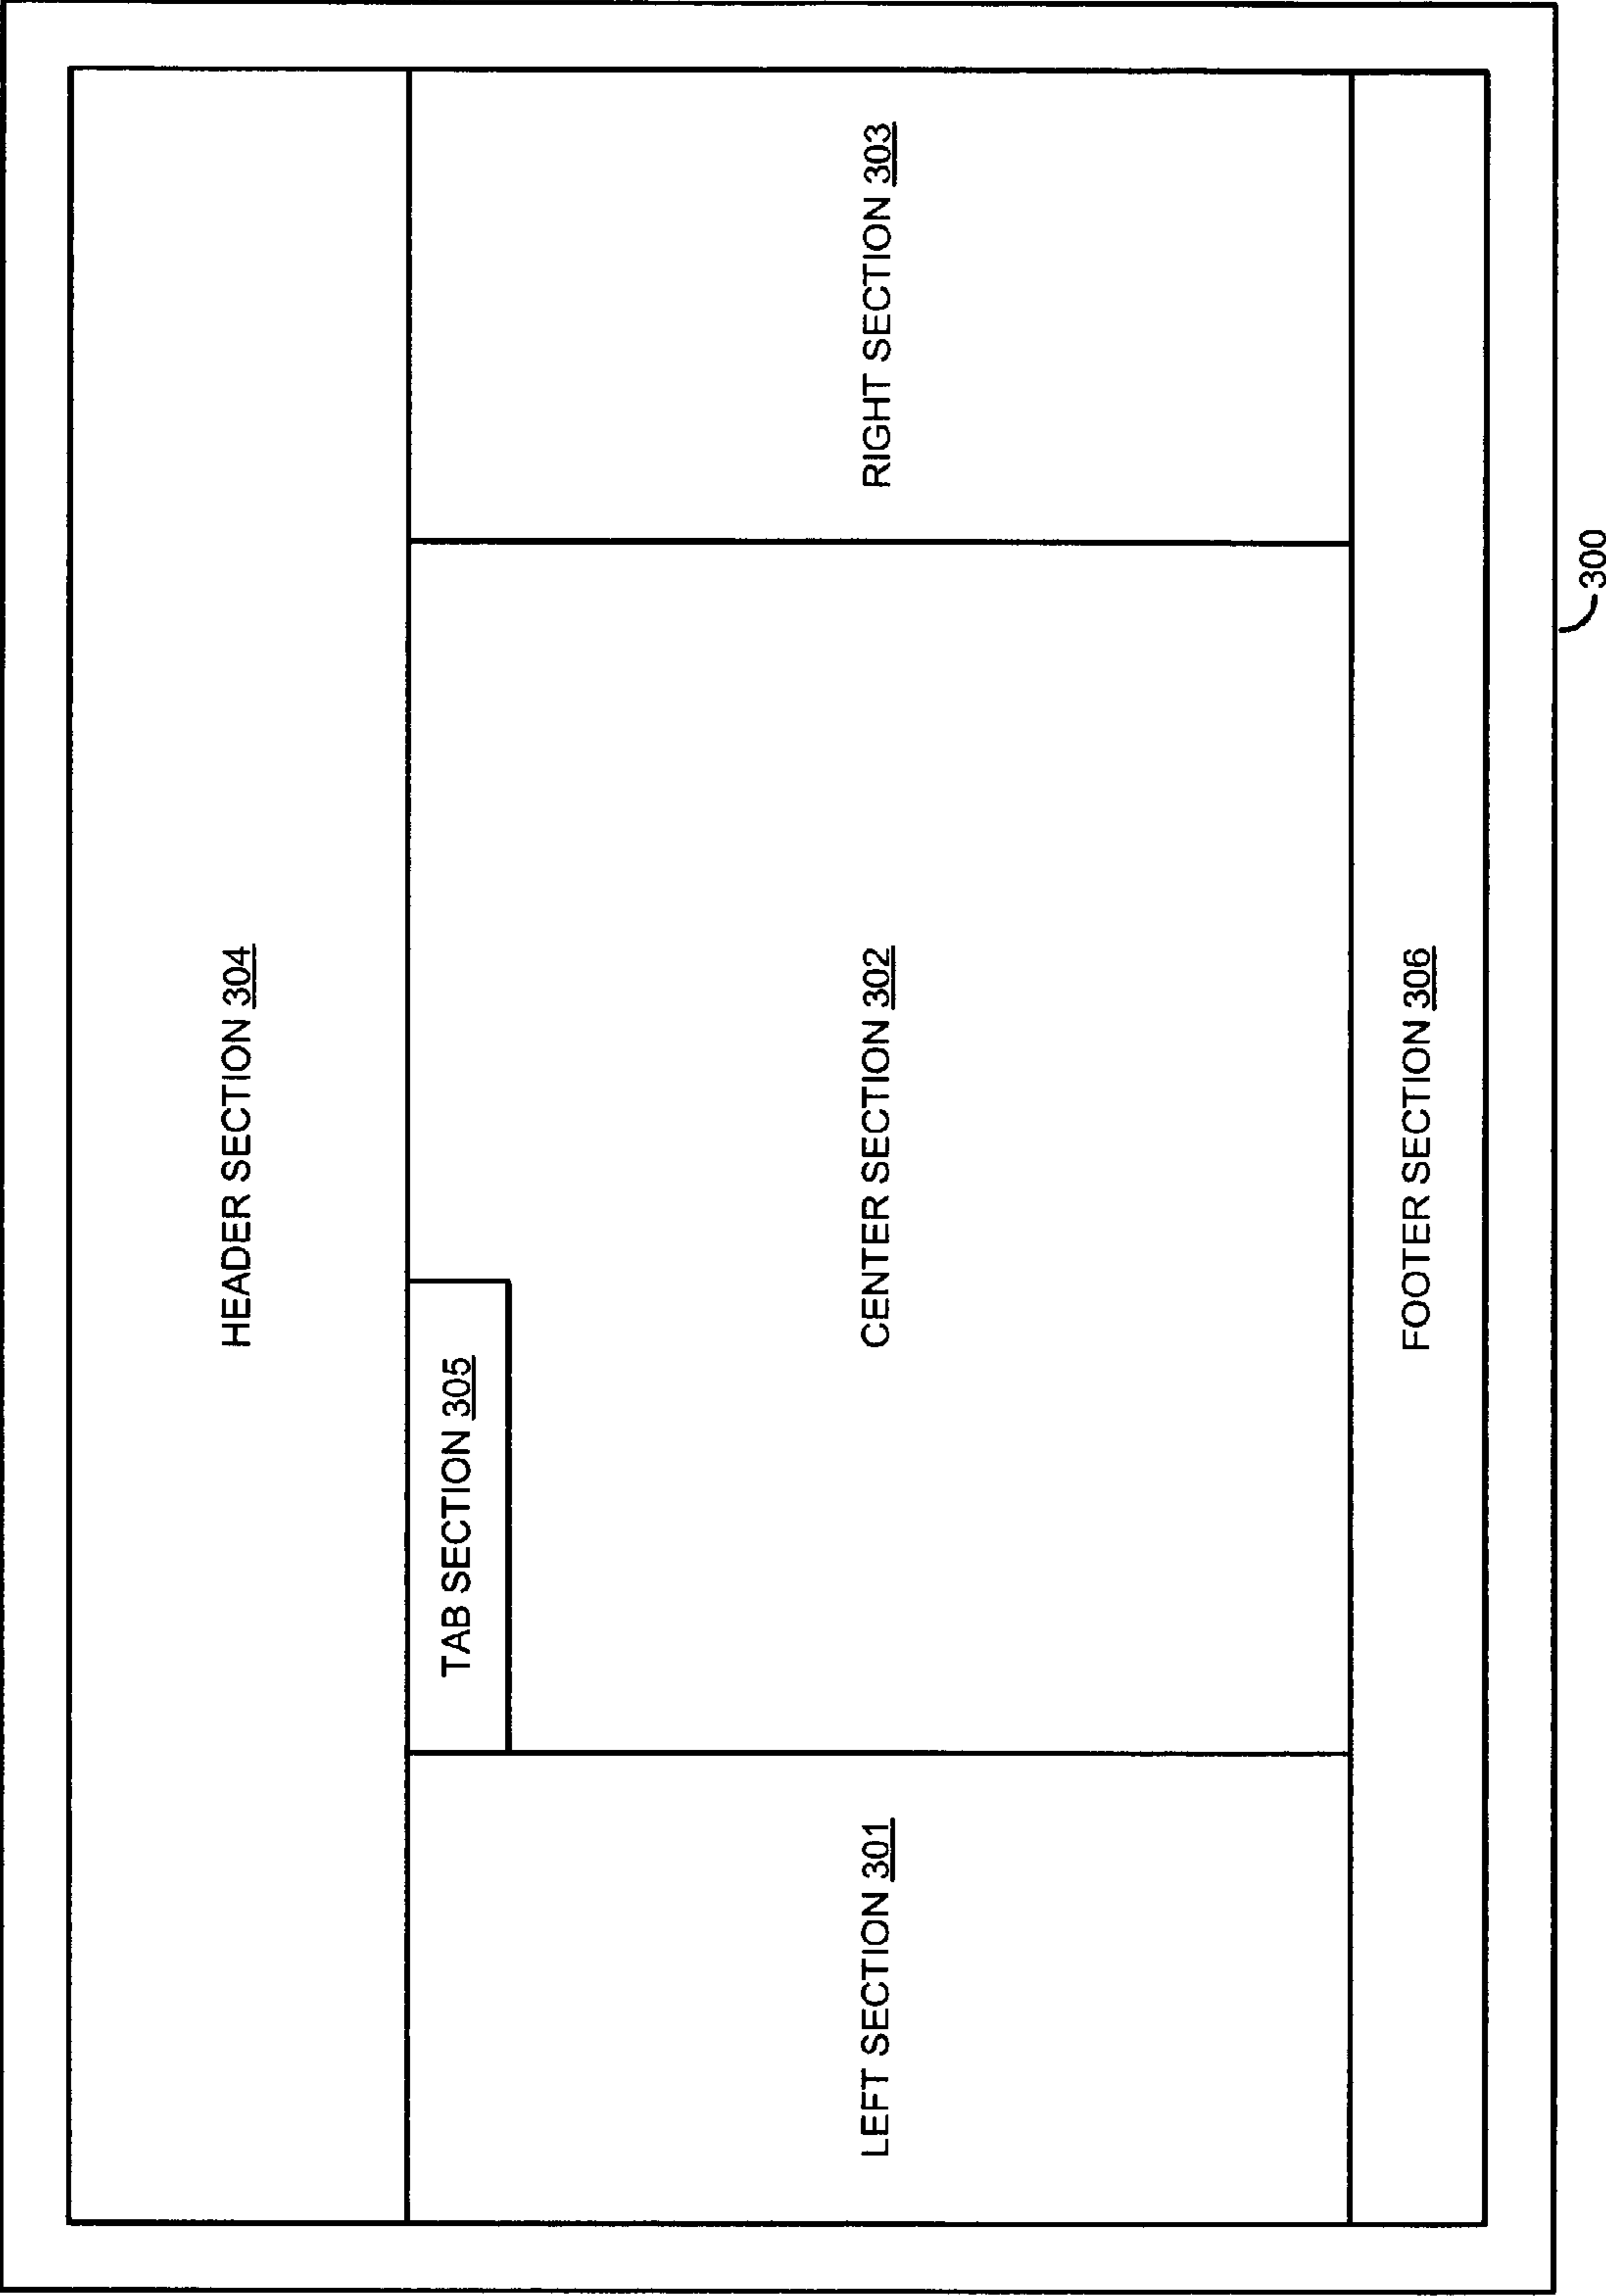 HEADER SECTION 304
TAB SECTION 305
LEFT SECTION 301
CENTER SECTION 302
RIGHT SECTION 303
FOOTER SECTION 306
300